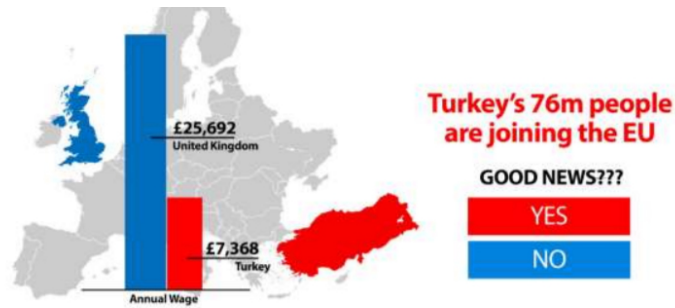 £25,692
United Kingdom
£7,368
Turkey
Annual Wage
Turkey's 76m people
are joining the EU
GOOD NEWS???
YES
NO